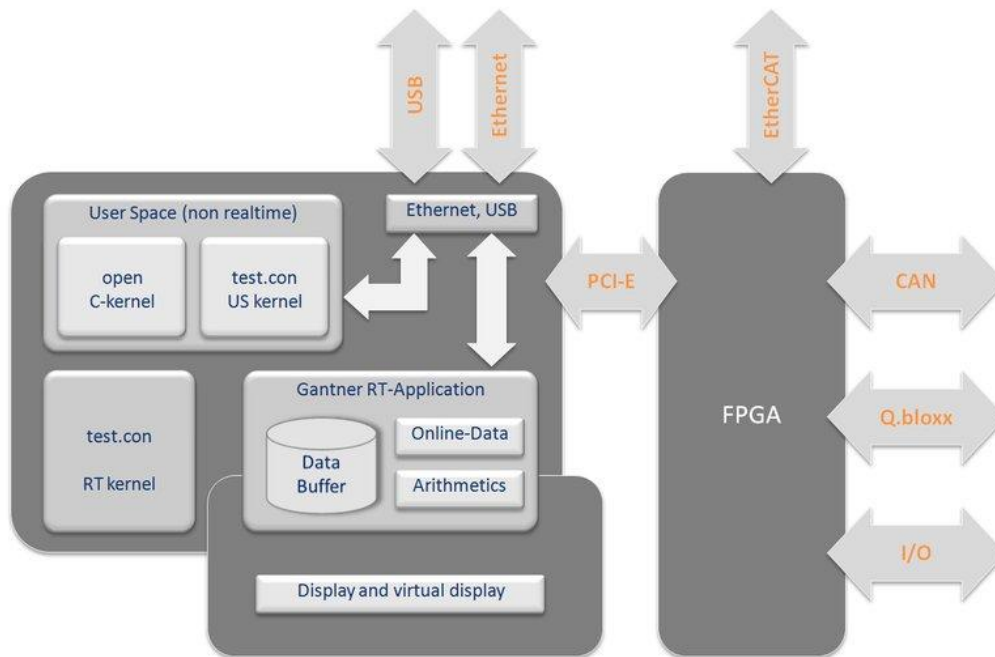 USB
Ethernet
EtherCAT
User Space (non realtime)
Ethernet, USB
open
C-kernel
test.con
US kernel
PCI-E
CAN
test.con
RT kernel
Gantner RT-Application
Data
Buffer
Online-Data
Arithmetics
FPGA
Q.bloxx
I/O
Display and virtual display